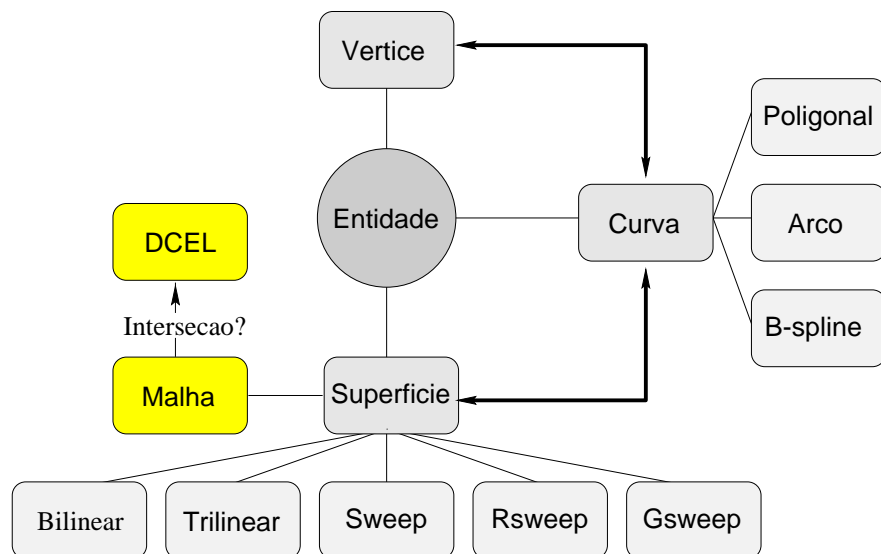 Vertice
Poligonal
Entidade
Curva
Arco
DCEL
Intersecao?
B-spline
Malha
Superficie
Bilinear
Trilinear
Sweep
Rsweep
Gsweep